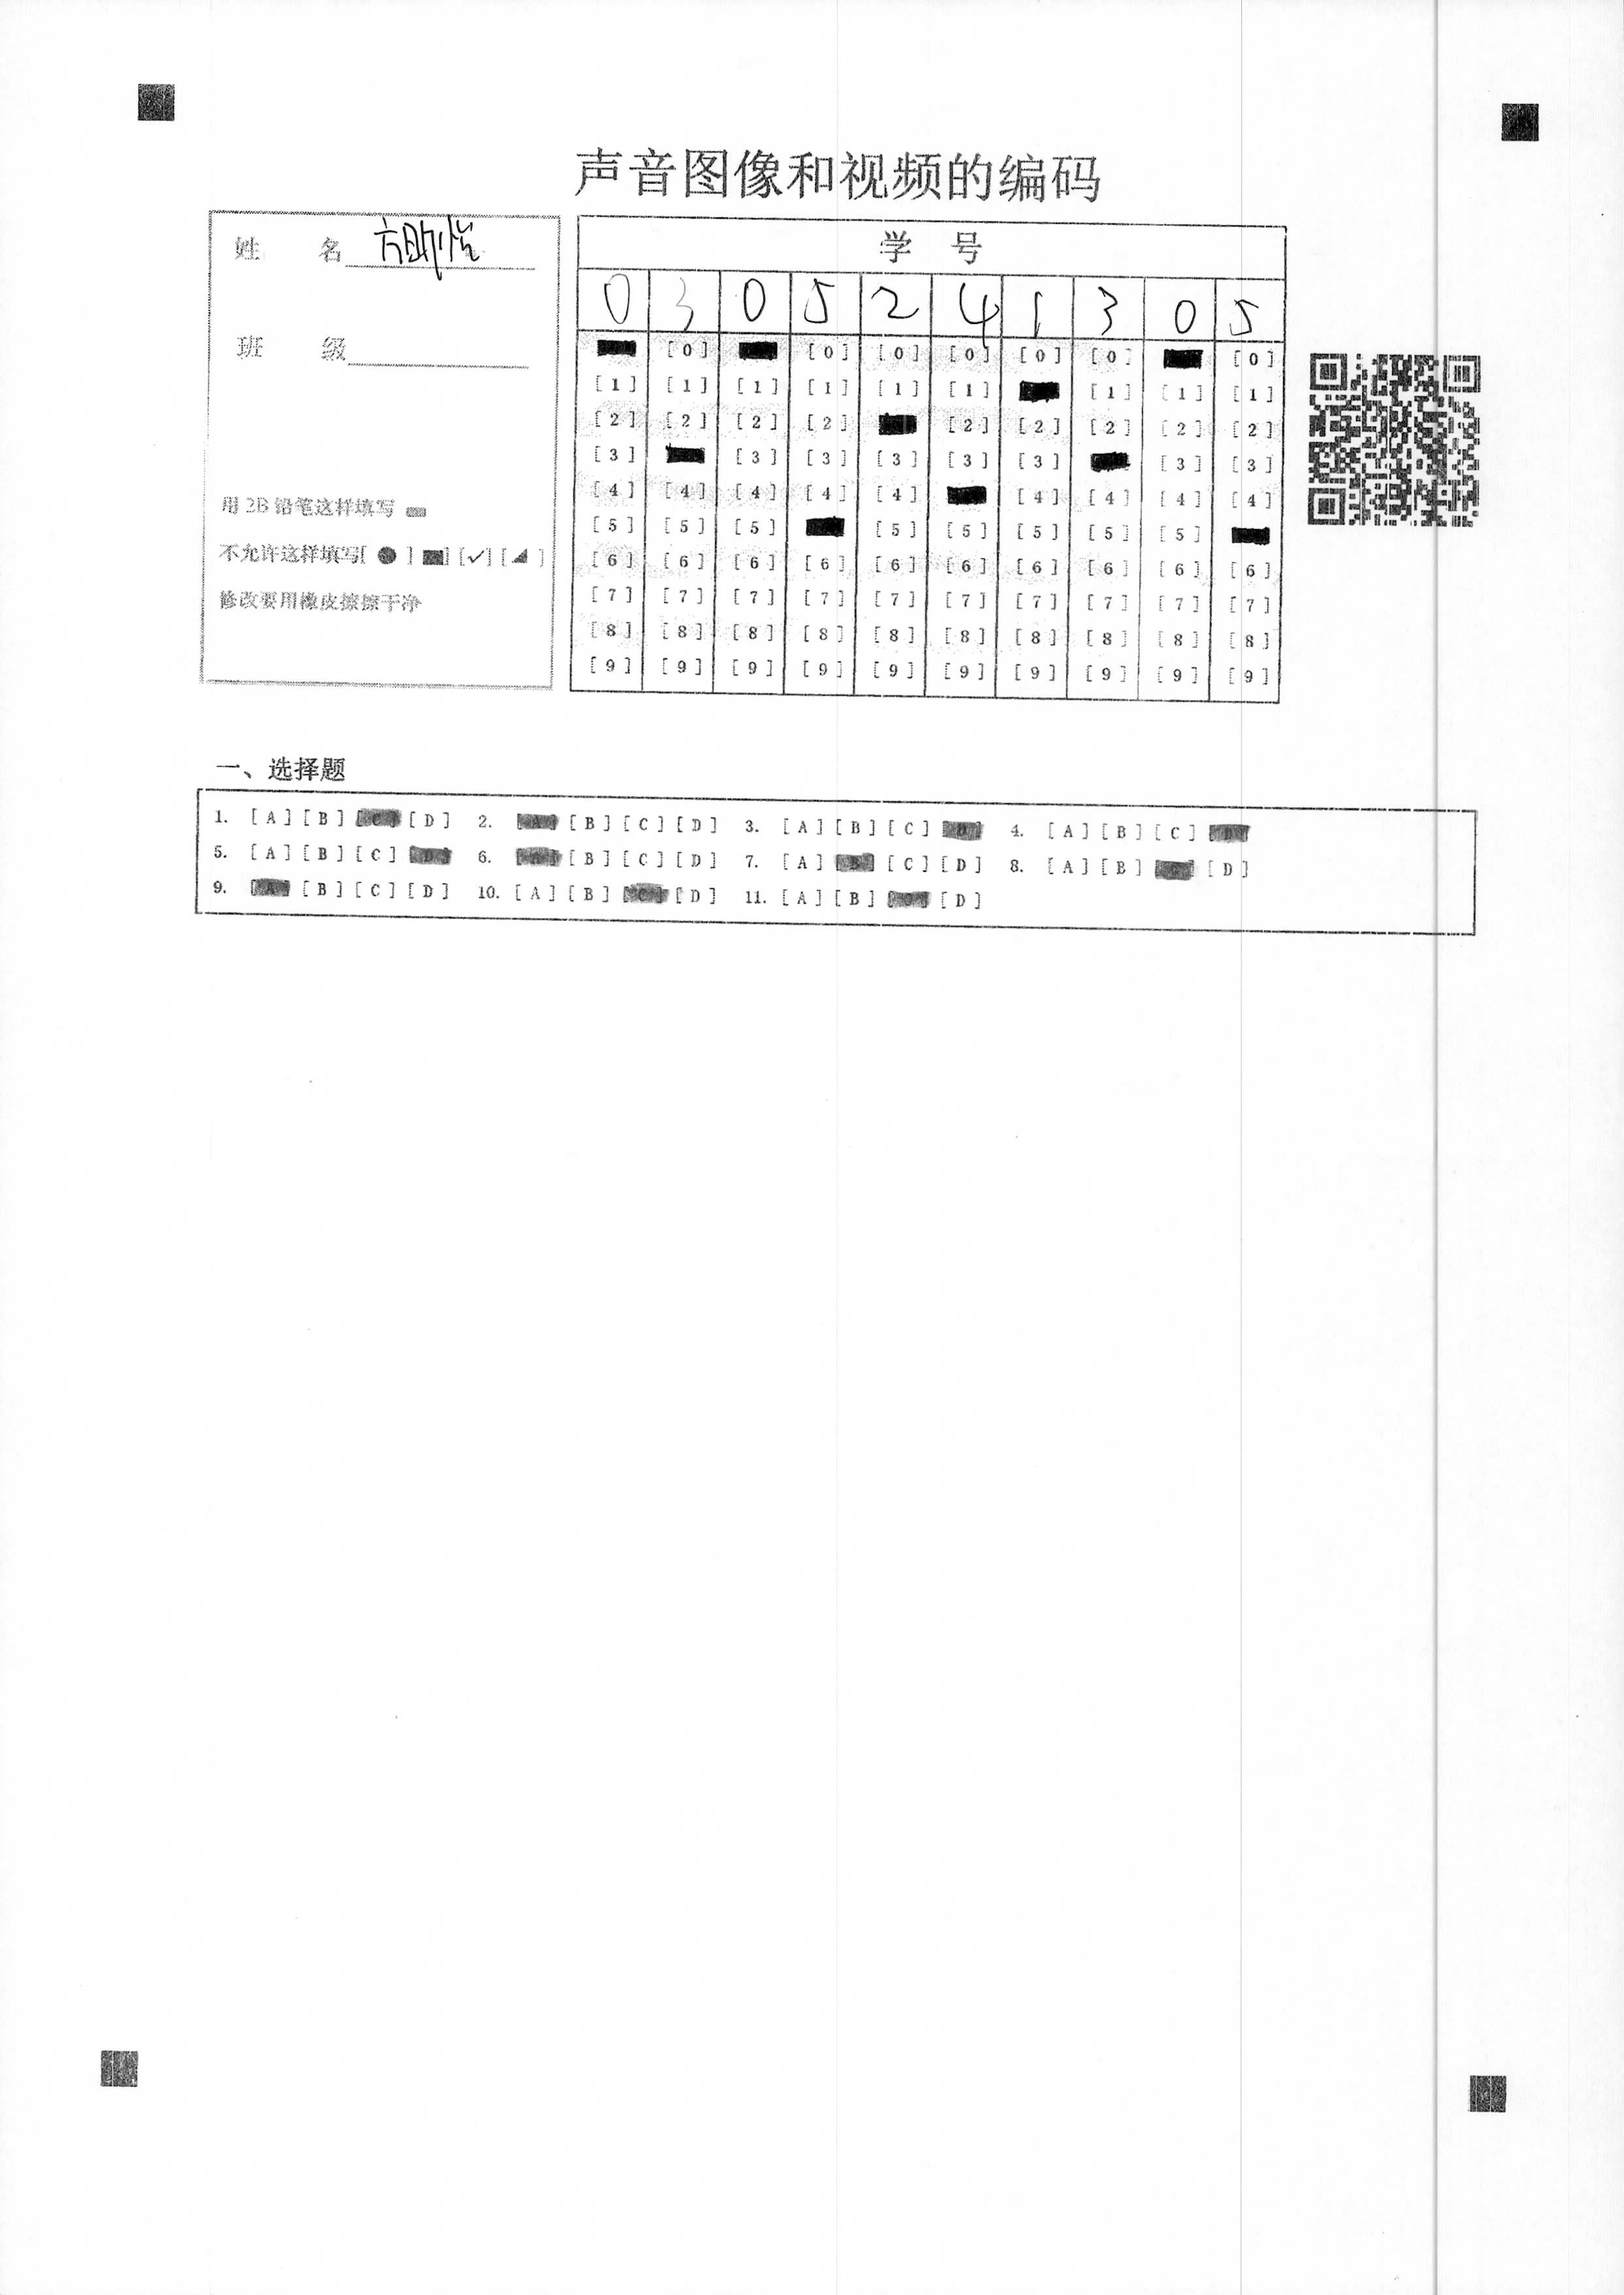 声音图像和视频的编码
姓 名
班 级
用2B铅笔这样填写
不允许这样填写[ ● ] [■] [✓] [◢ ]
修改要用橡皮擦擦干净
学 号
0 3 0 5 2 4 1 3 0 5
[0] [0] [0] [0] [0] [0] [0]
[1] [1] [1] [1] [1] [1] [1] [1] [1]
[2] [2] [2] [2] [2] [2] [2] [2] [2]
[3] [3] [3] [3] [3] [3] [3] [3]
[4] [4] [4] [4] [4] [4] [4] [4] [4]
[5] [5] [5] [5] [5] [5] [5] [5]
[6] [6] [6] [6] [6] [6] [6] [6] [6] [6]
[7] [7] [7] [7] [7] [7] [7] [7] [7] [7]
[8] [8] [8] [8] [8] [8] [8] [8] [8] [8]
[9] [9] [9] [9] [9] [9] [9] [9] [9] [9]
一、选择题
1. [A] [B] [C] [D] 2. [A] [B] [C] [D] 3. [A] [B] [C] [D] 4. [A] [B] [C] [D]
5. [A] [B] [C] [D] 6. [A] [B] [C] [D] 7. [A] [B] [C] [D] 8. [A] [B] [C] [D]
9. [A] [B] [C] [D] 10. [A] [B] [C] [D] 11. [A] [B] [C] [D]